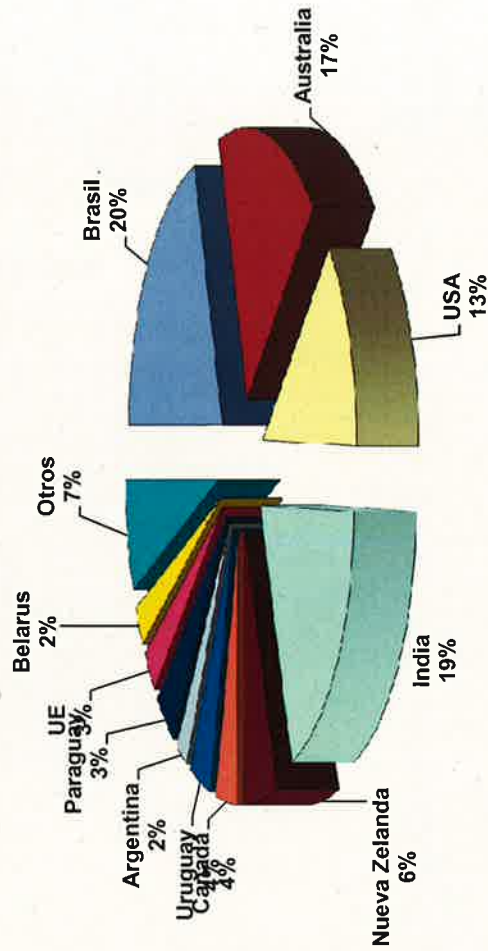 Brasil
20%
Australia
17%
USA
13%
India
19%
Nueva Zelanda
6%
Canada
4%
Uruguay
4%
Argentina
2%
Paraguay
3%
UE
3%
Belarus
2%
Otros
7%